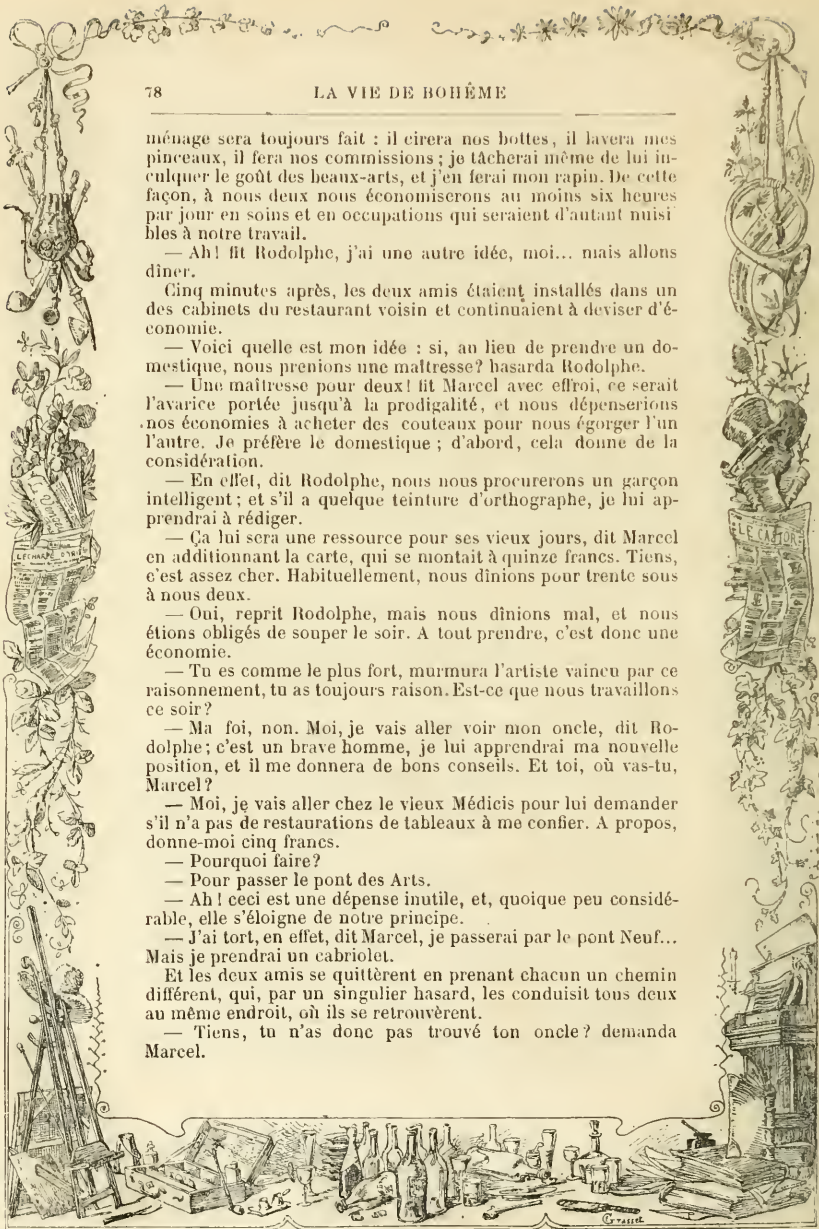 78
LA VIE DE BOHÊME
ménage sera toujours fait : il cirera nos bottes, il lavera mes
pinceaux, il fera nos commissions ; je tâcherai même de lui in-
culquer le goût des beaux-arts, et j'en ferai mon rapin. De cette
façon, à nous deux nous économiserons au moins six heures
par jour en soins et en occupations qui seraient d'autant nuisi
bles à notre travail.
— Ah! fit Rodolphe, j'ai une autre idée, moi... mais allons
dîner.
Cinq minutes après, les deux amis étaient installés dans un
des cabinets du restaurant voisin et continuaient à deviser d'é-
conomie.
— Voici quelle est mon idée : si, au lieu de prendre un do-
mestique, nous prenions une maîtresse? hasarda Rodolphe.
— Une maîtresse pour deux! fit Marcel avec effroi, ce serait
l'avarice portée jusqu'à la prodigalité, et nous dépenserions
nos économies à acheter des couteaux pour nous égorger l'un
l'autre. Je préfère le domestique ; d'abord, cela donne de la
considération.
— En effet, dit Rodolphe, nous nous procurerons un garçon
intelligent ; et s'il a quelque teinture d'orthographe, je lui ap-
prendrai à rédiger.
— Ça lui sera une ressource pour ses vieux jours, dit Marcel
en additionnant la carte, qui se montait à quinze francs. Tiens,
c'est assez cher. Habituellement, nous dînions pour trente sous
à nous deux.
— Oui, reprit Rodolphe, mais nous dînions mal, et nous
étions obligés de souper le soir. A tout prendre, c'est donc une
économie.
— Tu es comme le plus fort, murmura l'artiste vaincu par ce
raisonnement, tu as toujours raison. Est-ce que nous travaillons
ce soir?
— Ma foi, non. Moi, je vais aller voir mon oncle, dit Ro-
dolphe ; c'est un brave homme, je lui apprendrai ma nouvelle
position, et il me donnera de bons conseils. Et toi, où vas-tu,
Marcel?
— Moi, je vais aller chez le vieux Médicis pour lui demander
s'il n'a pas de restaurations de tableaux à me confier. A propos,
donne-moi cinq francs.
— Pourquoi faire?
— Pour passer le pont des Arts.
— Ah! ceci est une dépense inutile, et, quoique peu considé-
rable, elle s'éloigne de notre principe.
— J'ai tort, en effet, dit Marcel, je passerai par le pont Neuf...
Mais je prendrai un cabriolet.
Et les deux amis se quittèrent en prenant chacun un chemin
différent, qui, par un singulier hasard, les conduisit tous deux
au même endroit, où ils se retrouvèrent.
— Tiens, tu n'as donc pas trouvé ton oncle? demanda
Marcel.
LECHARPE D'IRIS
LE CASTOR
Grasset